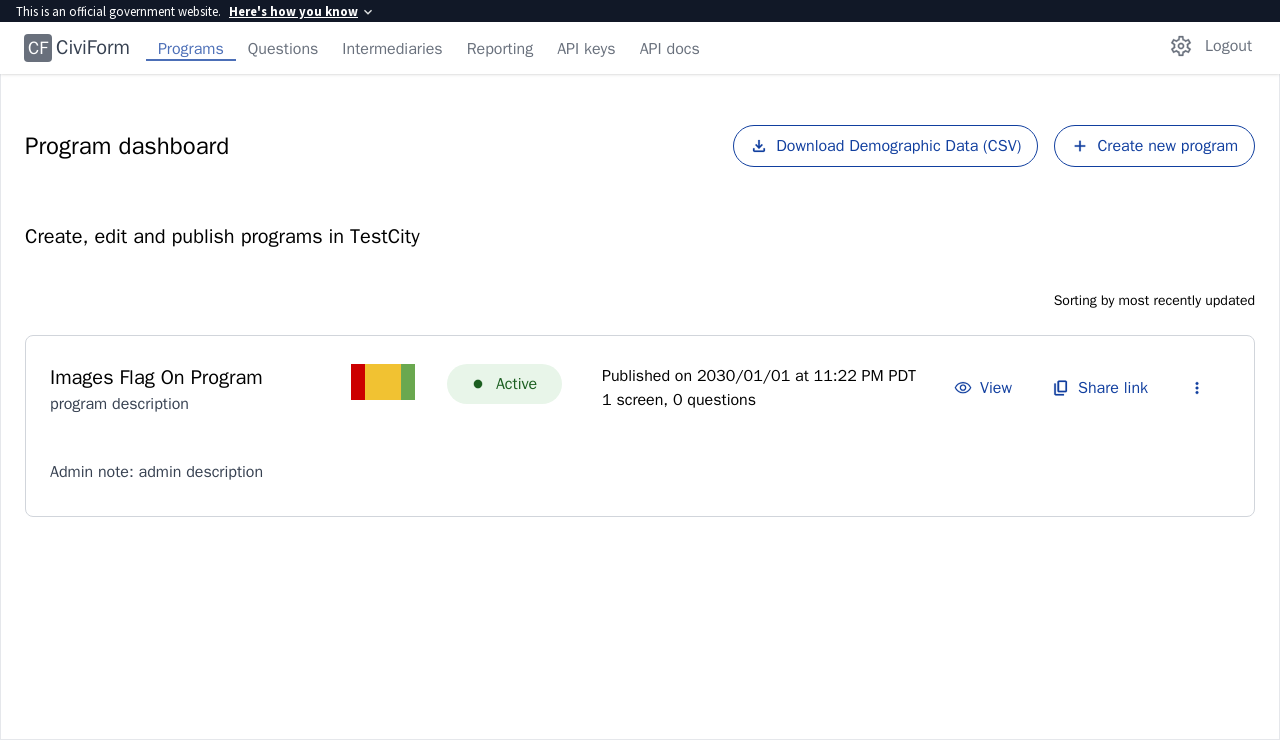 This is an official government website. Here's how you know
CF CiviForm Programs Questions Intermediaries Reporting API keys API docs Logout
Program dashboard
Download Demographic Data (CSV)
Create new program
Create, edit and publish programs in TestCity
Sorting by most recently updated
Images Flag On Program
program description
Active
Published on 2030/01/01 at 11:22 PM PDT
1 screen, 0 questions
View
Share link
Admin note: admin description